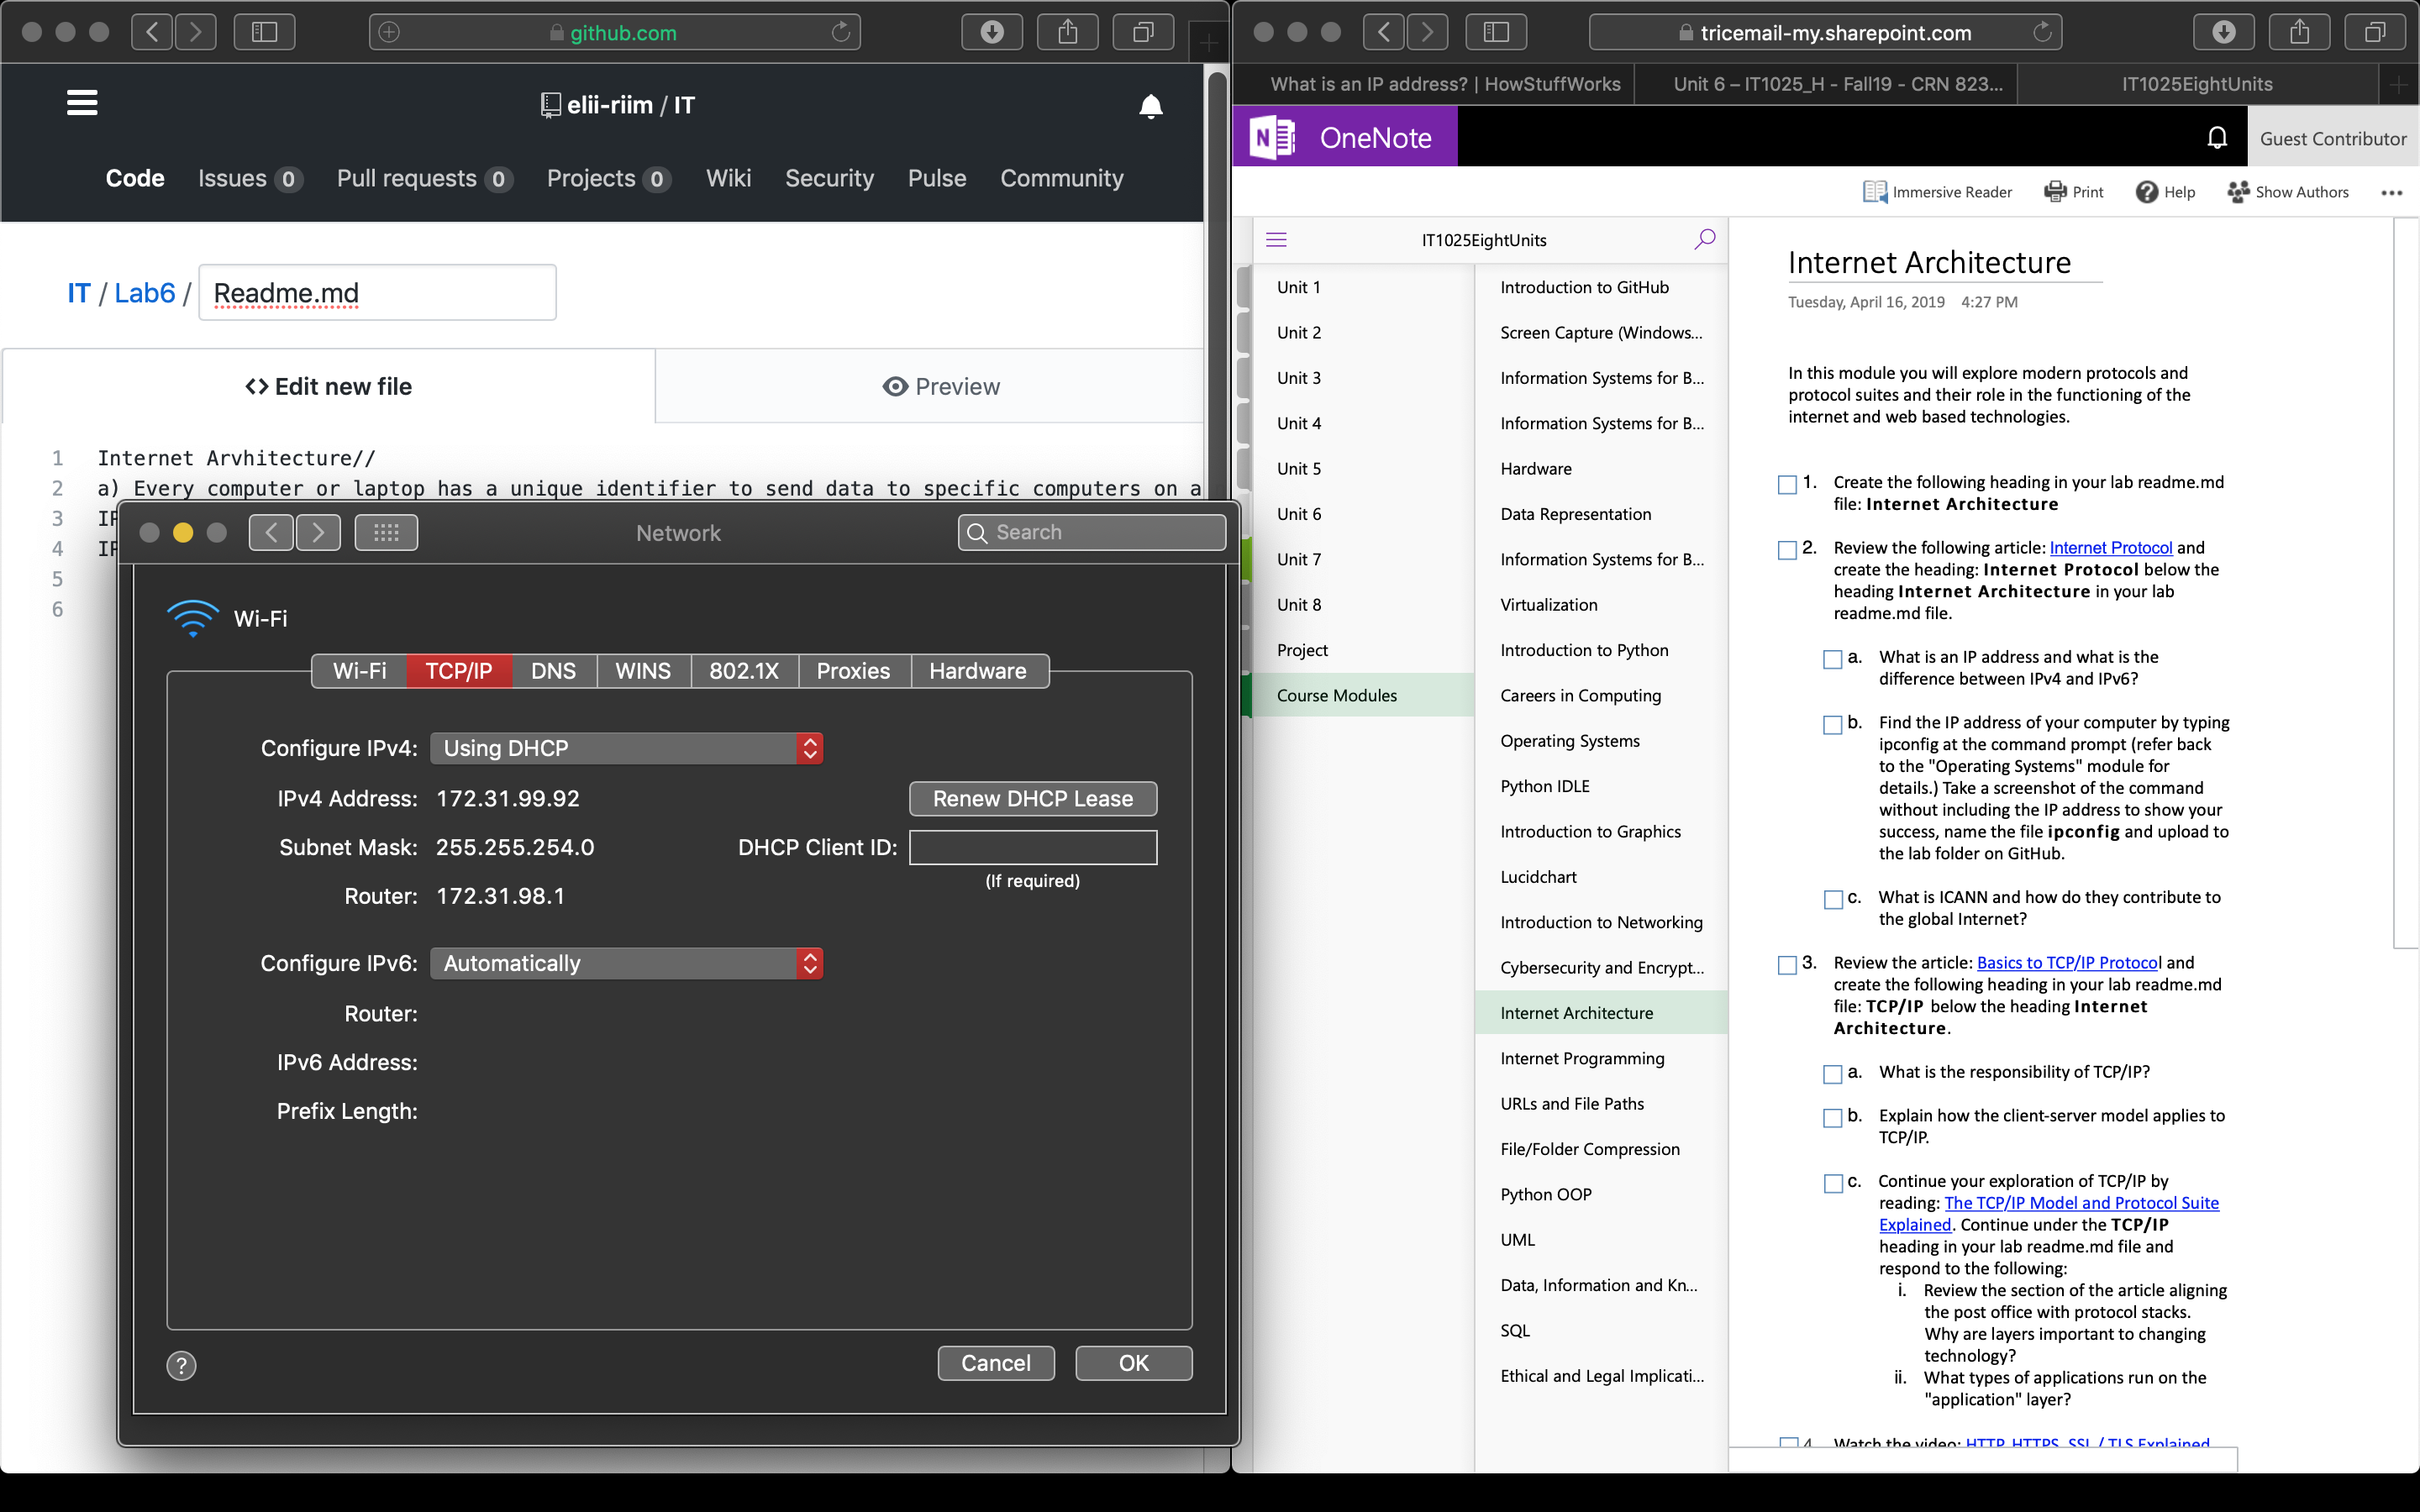 github.com
elii-riim / IT
Code Issues 0 Pull requests 0 Projects 0 Wiki Security Pulse Community
IT / Lab6 / Readme.md
<> Edit new file
Preview
1 Internet Arvhitecture//
2 a) Every computer or laptop has a unique identifier to send data to specific computers on a
3
4
5
6
Network
Search
Wi-Fi
Wi-Fi TCP/IP DNS WINS 802.1X Proxies Hardware
Configure IPv4: Using DHCP
IPv4 Address: 172.31.99.92
Renew DHCP Lease
Subnet Mask: 255.255.254.0
DHCP Client ID:
(If required)
Router: 172.31.98.1
Configure IPv6: Automatically
Router:
IPv6 Address:
Prefix Length:
?
Cancel
OK
tricemail-my.sharepoint.com
What is an IP address? | HowStuffWorks
Unit 6 – IT1025_H - Fall19 - CRN 823...
IT1025EightUnits
N OneNote
Guest Contributor
Immersive Reader
Print
Help
Show Authors
IT1025EightUnits
Unit 1
Unit 2
Unit 3
Unit 4
Unit 5
Unit 6
Unit 7
Unit 8
Project
Course Modules
Introduction to GitHub
Screen Capture (Windows...
Information Systems for B...
Information Systems for B...
Hardware
Data Representation
Information Systems for B...
Virtualization
Introduction to Python
Careers in Computing
Operating Systems
Python IDLE
Introduction to Graphics
Lucidchart
Introduction to Networking
Cybersecurity and Encrypt...
Internet Architecture
Internet Programming
URLs and File Paths
File/Folder Compression
Python OOP
UML
Data, Information and Kn...
SQL
Ethical and Legal Implicati...
Internet Architecture
Tuesday, April 16, 2019 4:27 PM
In this module you will explore modern protocols and
protocol suites and their role in the functioning of the
internet and web based technologies.
1. Create the following heading in your lab readme.md
file: Internet Architecture
2. Review the following article: Internet Protocol and
create the heading: Internet Protocol below the
heading Internet Architecture in your lab
readme.md file.
a. What is an IP address and what is the
difference between IPv4 and IPv6?
b. Find the IP address of your computer by typing
ipconfig at the command prompt (refer back
to the "Operating Systems" module for
details.) Take a screenshot of the command
without including the IP address to show your
success, name the file ipconfig and upload to
the lab folder on GitHub.
c. What is ICANN and how do they contribute to
the global Internet?
3. Review the article: Basics to TCP/IP Protocol and
create the following heading in your lab readme.md
file: TCP/IP below the heading Internet
Architecture.
a. What is the responsibility of TCP/IP?
b. Explain how the client-server model applies to
TCP/IP.
c. Continue your exploration of TCP/IP by
reading: The TCP/IP Model and Protocol Suite
Explained. Continue under the TCP/IP
heading in your lab readme.md file and
respond to the following:
i. Review the section of the article aligning
the post office with protocol stacks.
Why are layers important to changing
technology?
ii. What types of applications run on the
"application" layer?
4. Watch the video: HTTP, HTTPS, SSL / TLS Explained